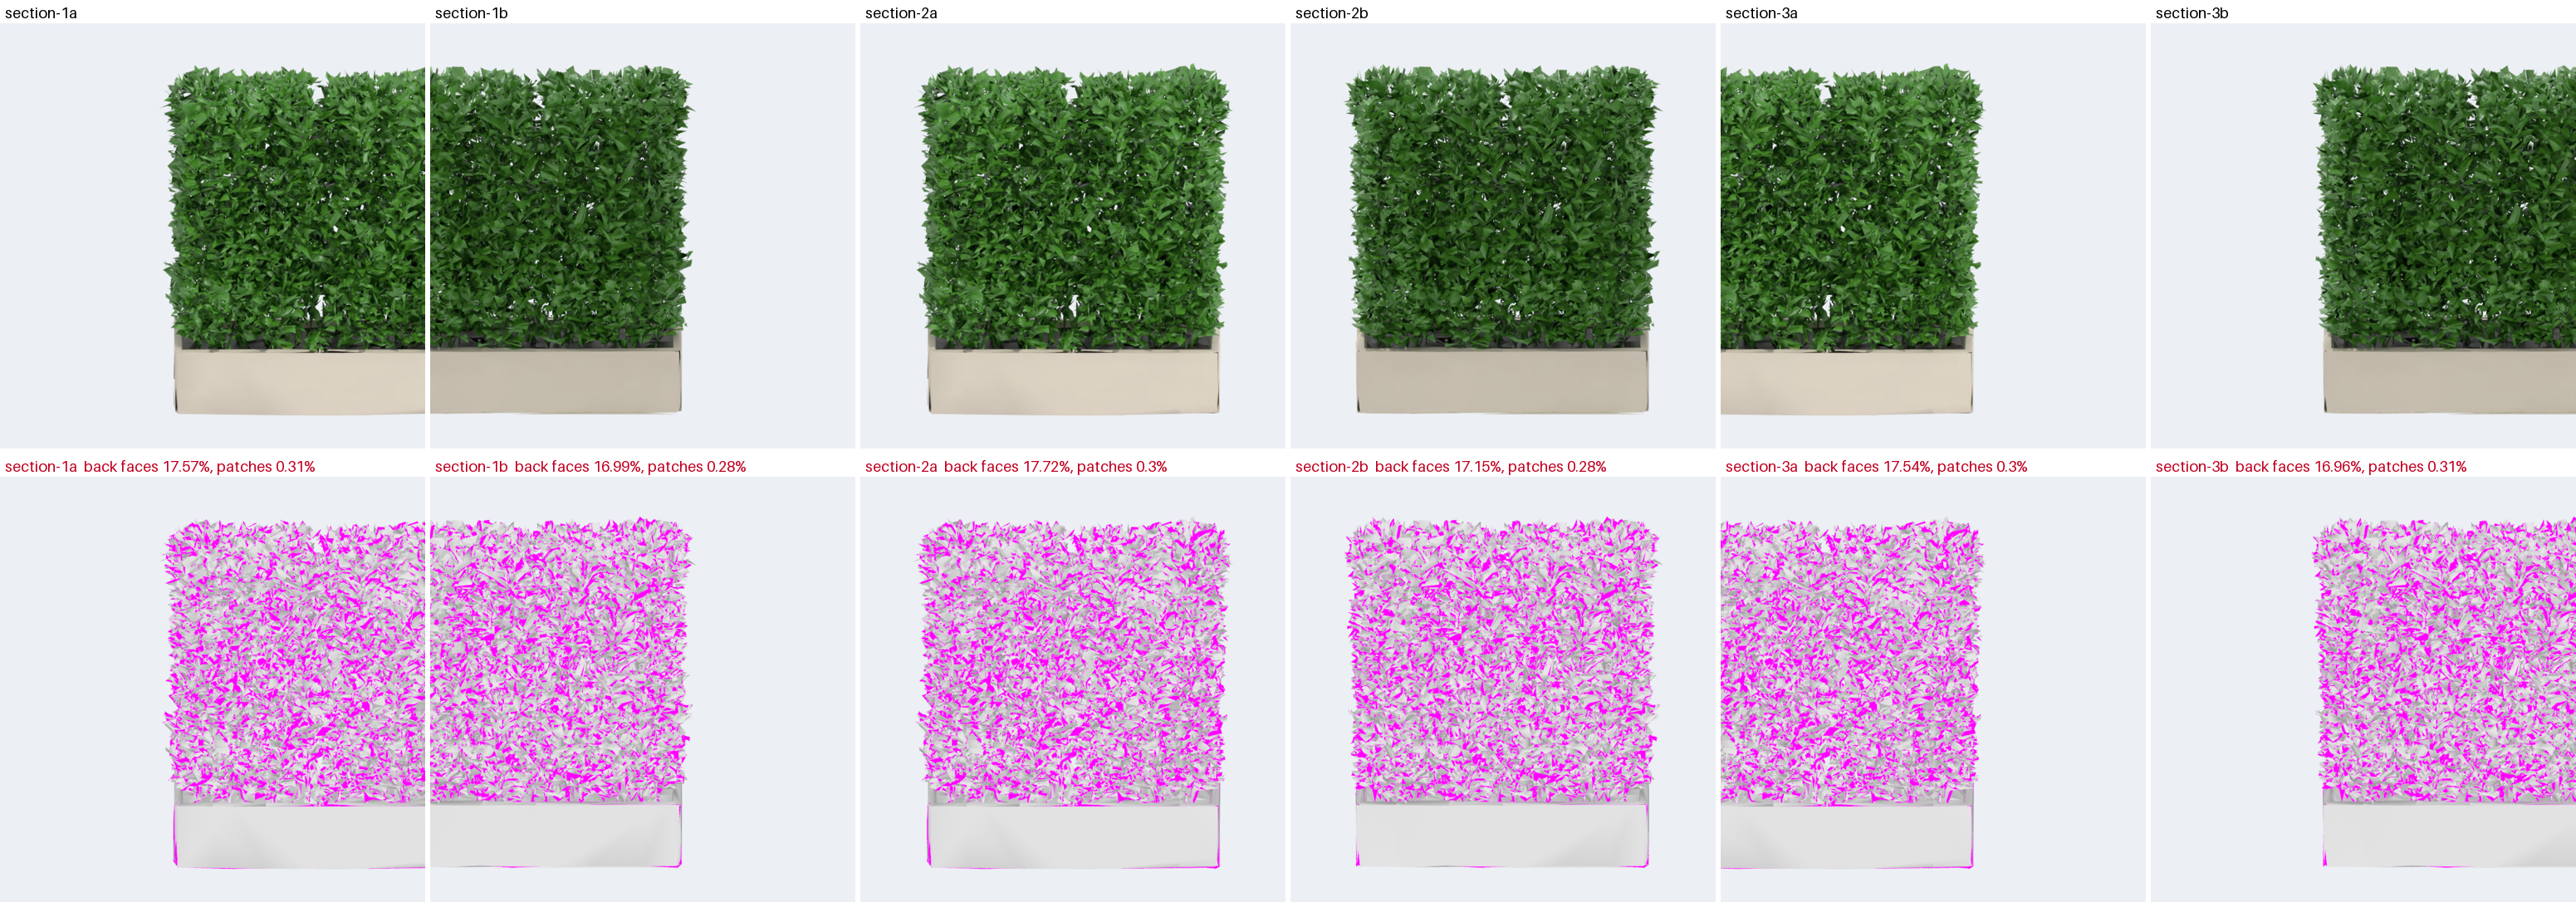 section-1a
section-1b
section-2a
section-2b
section-3a
section-3b
section-1a back faces 17.57%, patches 0.31%
section-1b back faces 16.99%, patches 0.28%
section-2a back faces 17.72%, patches 0.3%
section-2b back faces 17.15%, patches 0.28%
section-3a back faces 17.54%, patches 0.3%
section-3b back faces 16.96%, patches 0.31%